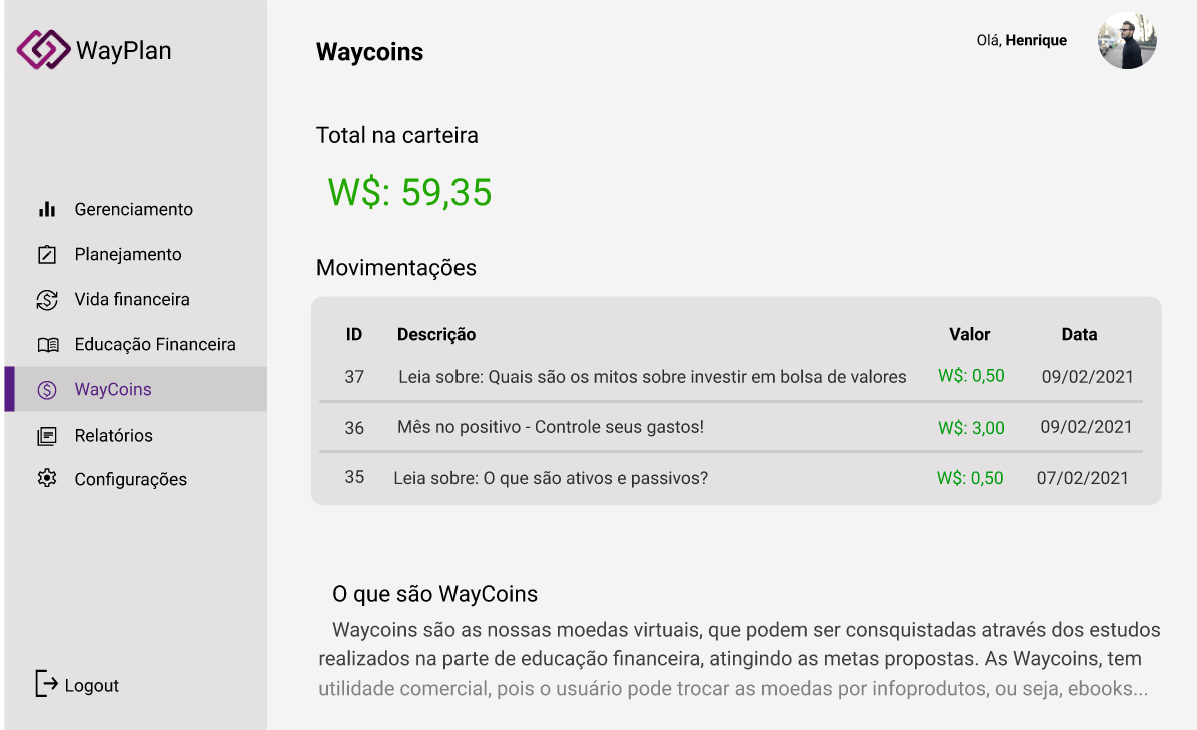 WayPlan
Waycoins
Olá, Henrique
Total na carteira
W$: 59,35
Gerenciamento
Planejamento
Vida financeira
Educação Financeira
WayCoins
Relatórios
Configurações
Logout
Movimentações
ID Descrição Valor Data
37 Leia sobre: Quais são os mitos sobre investir em bolsa de valores W$: 0,50 09/02/2021
36 Mês no positivo - Controle seus gastos! W$: 3,00 09/02/2021
35 Leia sobre: O que são ativos e passivos? W$: 0,50 07/02/2021
O que são WayCoins
Waycoins são as nossas moedas virtuais, que podem ser consquistadas através dos estudos
realizados na parte de educação financeira, atingindo as metas propostas. As Waycoins, tem
utilidade comercial, pois o usuário pode trocar as moedas por infoprodutos, ou seja, ebooks...